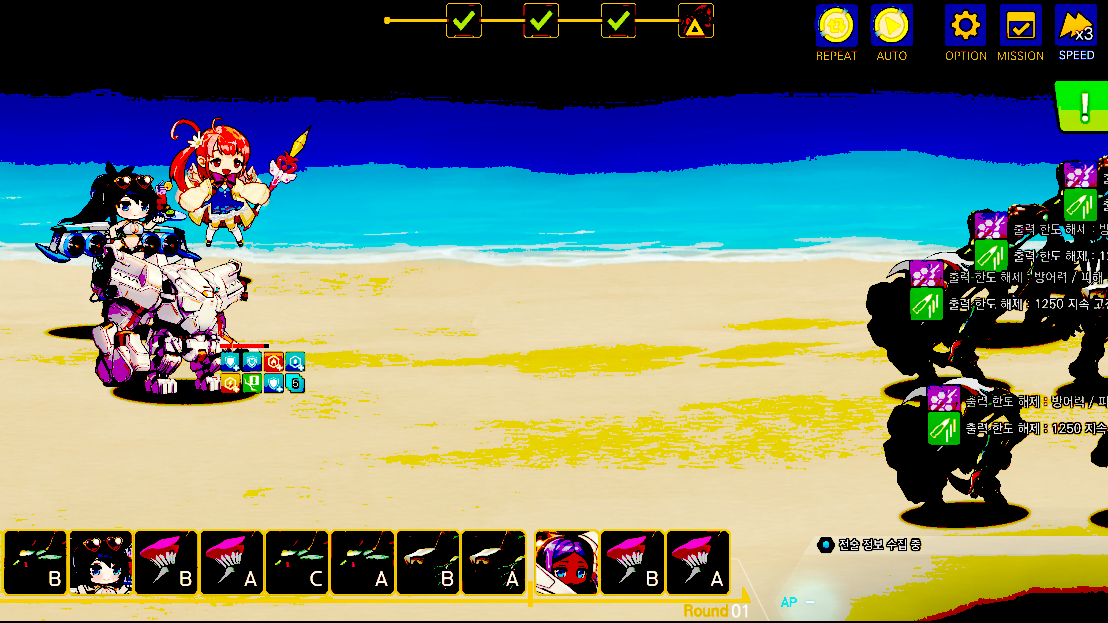 REPEAT
AUTO
OPTION
MISSION
x3
SPEED
!
출력 한도 해제 : 방
출력 한도 해제 : 1
출력 한도 해제 : 방어력 / 피해
출력 한도 해제 : 1250 지속 고정
출력 한도 해제 : 방어력 / 피
출력 한도 해제 : 1250 지속
5
B
B
A
C
A
B
A
B
A
전술 정보 수집 중
Round 01
AP -